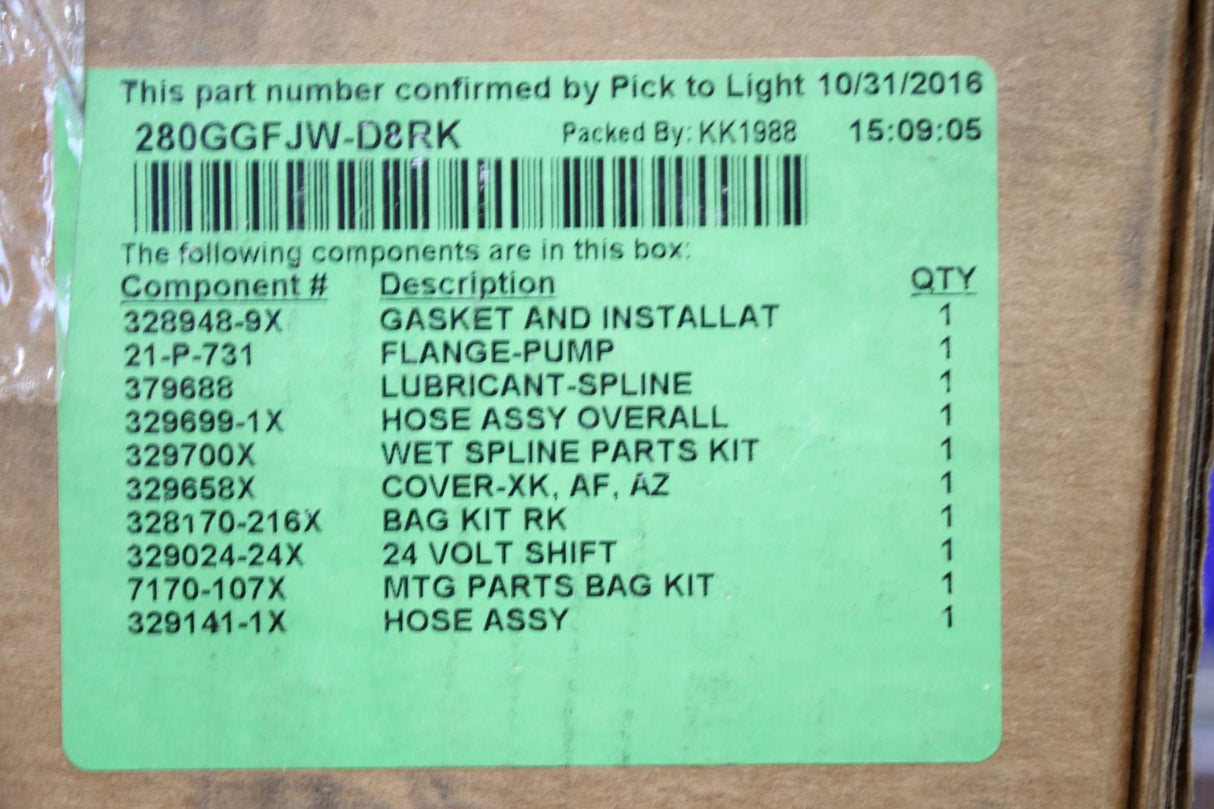 This part number confirmed by Pick to Light 10/31/2016
280GGFJW-D8RK Packed By: KK1988 15:09:05
The following components are in this box:
Component # Description QTY
328948-9X GASKET AND INSTALLAT 1
21-P-731 FLANGE-PUMP 1
379688 LUBRICANT-SPLINE 1
329699-1X HOSE ASSY OVERALL 1
329700X WET SPLINE PARTS KIT 1
329658X COVER-XK, AF, AZ 1
328170-216X BAG KIT RK 1
329024-24X 24 VOLT SHIFT 1
7170-107X MTG PARTS BAG KIT 1
329141-1X HOSE ASSY 1